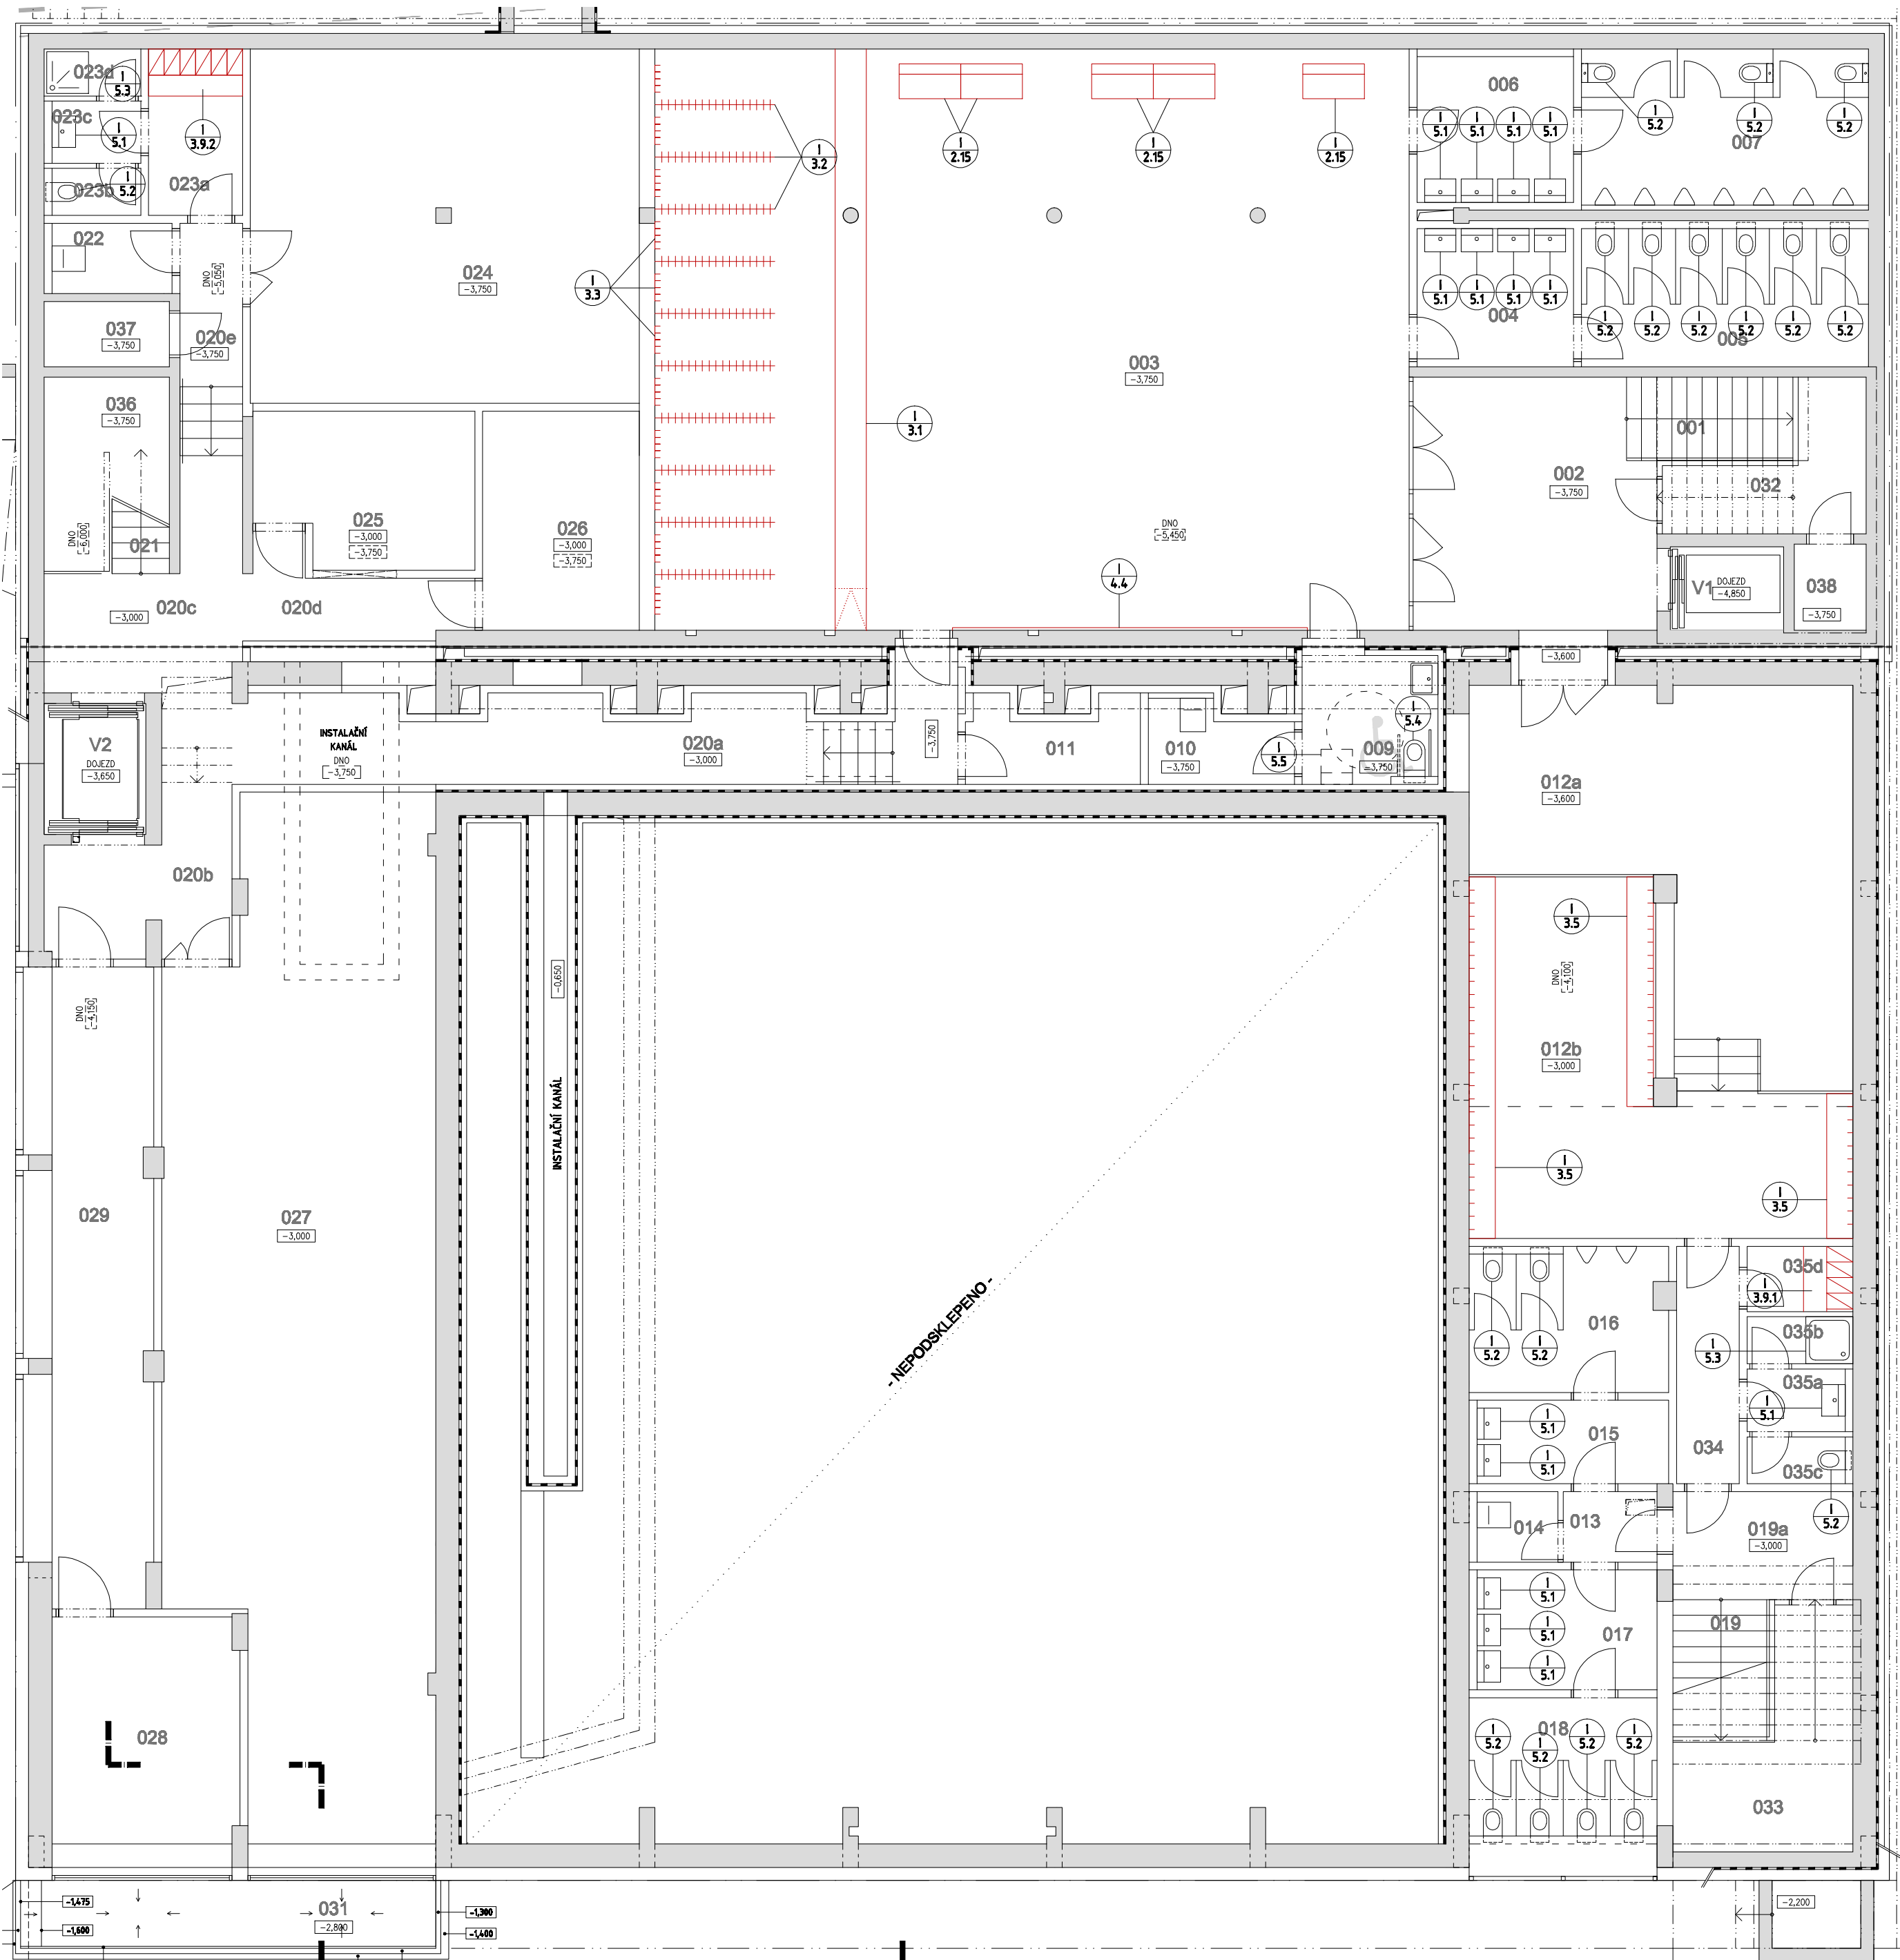 023d
I
5.3
023c
I
5.1
I
3.9.2
023b
I
5.2
023a
022
DNO
-5,050
024
-3,750
I
3.3
I
3.2
I
2.15
I
2.15
I
2.15
006
I
5.1
I
5.1
I
5.1
I
5.1
I
5.2
I
5.2
I
5.2
007
I
5.1
I
5.1
I
5.1
I
5.1
004
I
5.2
I
5.2
I
5.2
I
5.2
I
5.2
I
5.2
005
037
-3,750
020e
-3,750
003
-3,750
036
-3,750
I
3.1
001
002
-3,750
032
025
-3,000
-3,750
026
-3,000
-3,750
DNO
-6,000
021
DNO
-5,450
I
4.4
V1
DOJEZD
-4,850
038
-3,750
020c
-3,000
020d
-3,600
V2
DOJEZD
-3,650
INSTALAČNÍ
KANÁL
DNO
-3,750
020a
-3,000
-3,750
011
010
-3,750
I
5.5
009
-3,750
I
5.4
012a
-3,600
020b
-0,650
I
3.5
DNO
-4,100
DNO
-4,150
012b
-3,000
INSTALAČNÍ KANÁL
I
3.5
I
3.5
029
027
-3,000
- NEPODSKLEPENO -
035d
I
3.9.1
016
I
5.2
I
5.2
035b
I
5.3
035a
I
5.1
I
5.1
015
I
5.1
034
035c
I
5.2
014
013
019a
-3,000
I
5.1
I
5.1
I
5.1
017
019
028
018
I
5.2
I
5.2
I
5.2
I
5.2
033
031
-2,800
-1,475
-1,600
-1,300
-1,400
-2,200